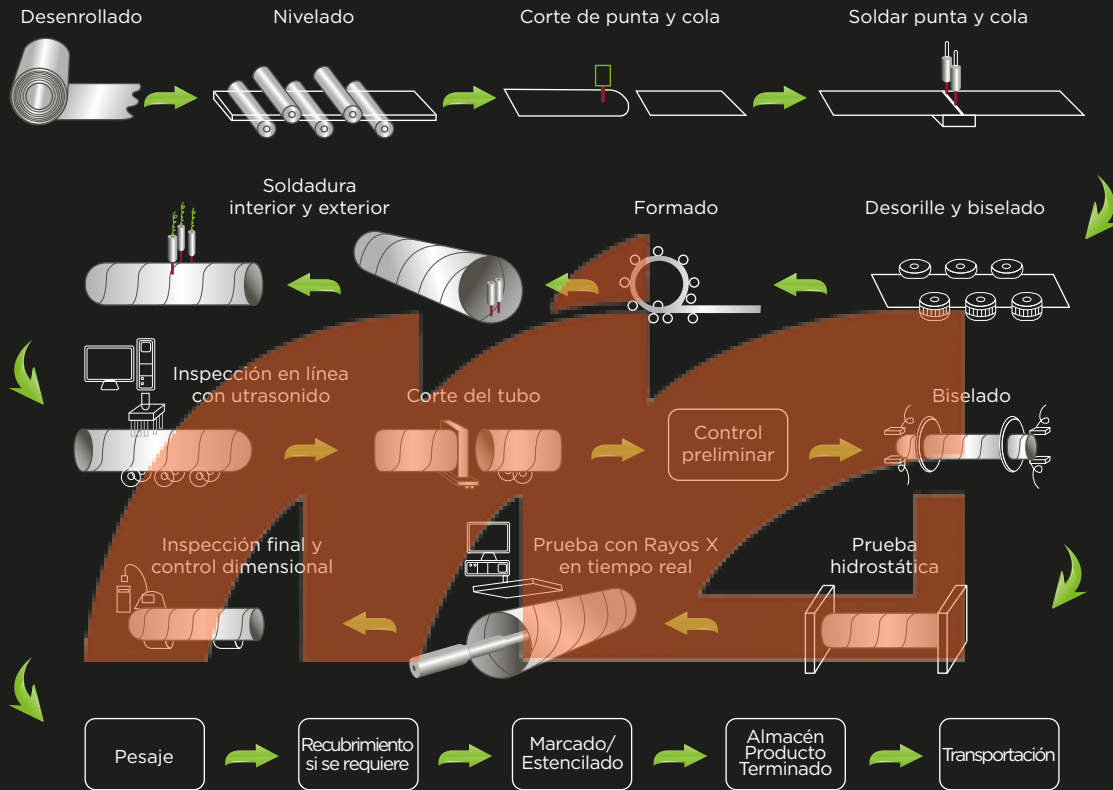 Desenrollado
Nivelado
Corte de punta y cola
Soldar punta y cola
Desorille y biselado
Formado
Soldadura
interior y exterior
Inspección en línea
con utrasonido
Corte del tubo
Control
preliminar
Biselado
Prueba
hidrostática
Prueba con Rayos X
en tiempo real
Inspección final y
control dimensional
Pesaje
Recubrimiento
si se requiere
Marcado/
Estencilado
Almacén
Producto
Terminado
Transportación